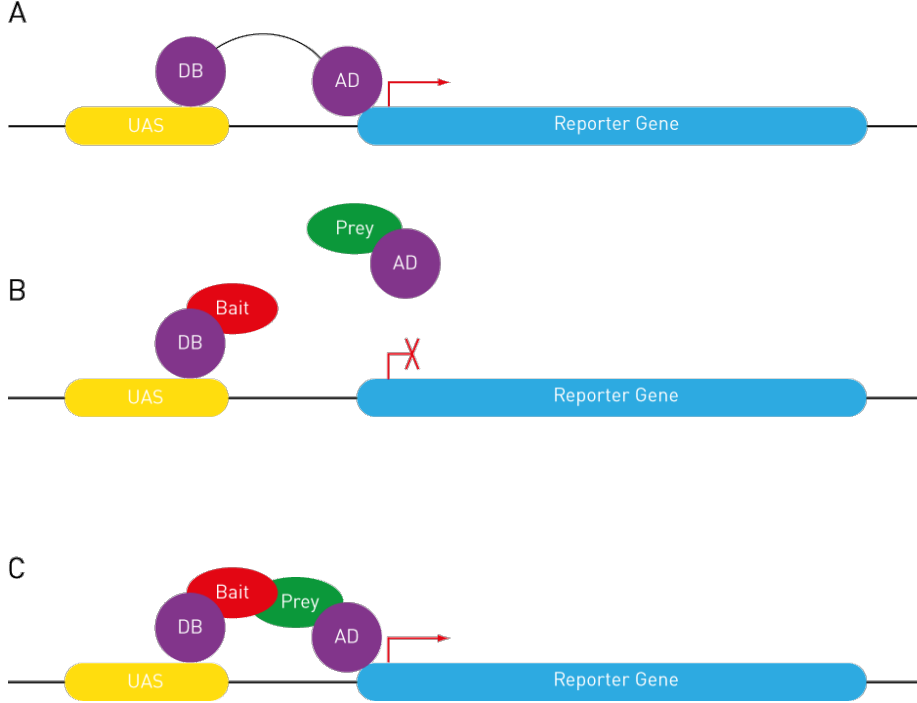 A
DB
AD
UAS
Reporter Gene
Prey
AD
B
Bait
DB
UAS
Reporter Gene
C
Bait
Prey
DB
AD
UAS
Reporter Gene